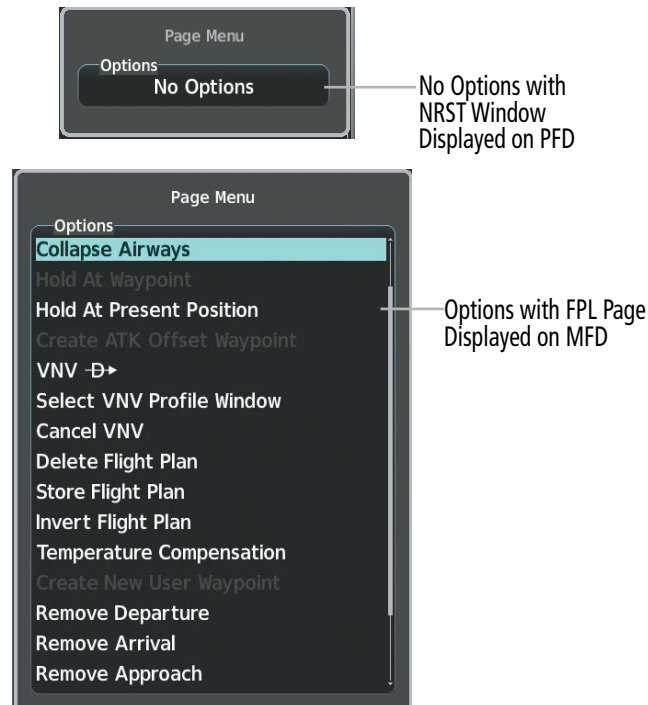 Page Menu
Options
No Options
No Options with
NRST Window
Displayed on PFD
Page Menu
Options
Collapse Airways
Hold At Waypoint
Hold At Present Position
Options with FPL Page
Displayed on MFD
Create ATK Offset Waypoint
VNV D
Select VNV Profile Window
Cancel VNV
Delete Flight Plan
Store Flight Plan
Invert Flight Plan
Temperature Compensation
Create New User Waypoint
Remove Departure
Remove Arrival
Remove Approach